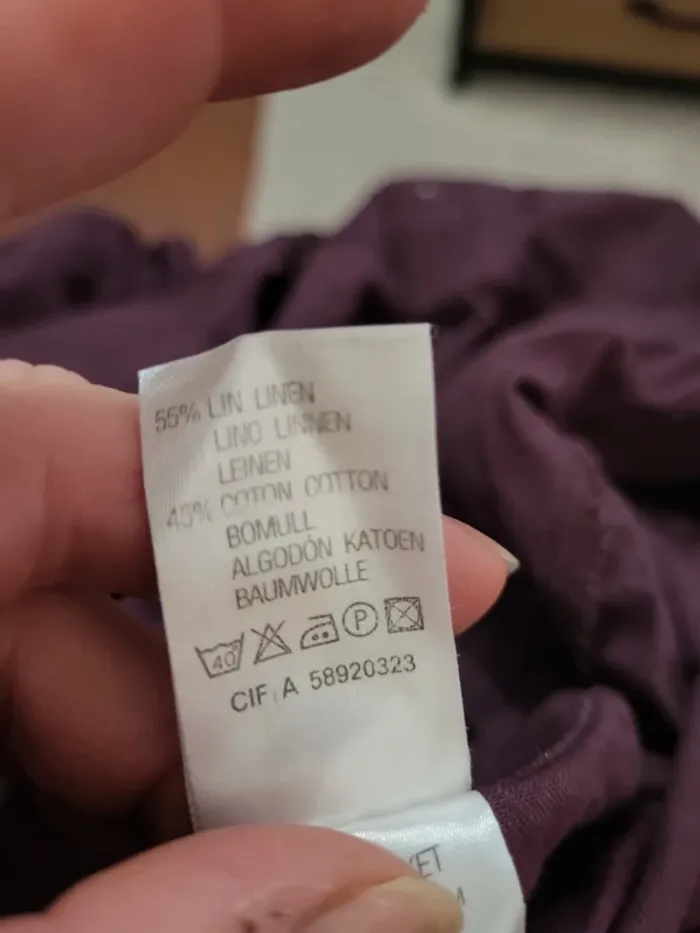 55% LIN LINEN
LINO LINNEN
LEINEN
45% COTON COTTON
BOMULL
ALGODÓN KATOEN
BAUMWOLLE
40 P
CIF A 58920323